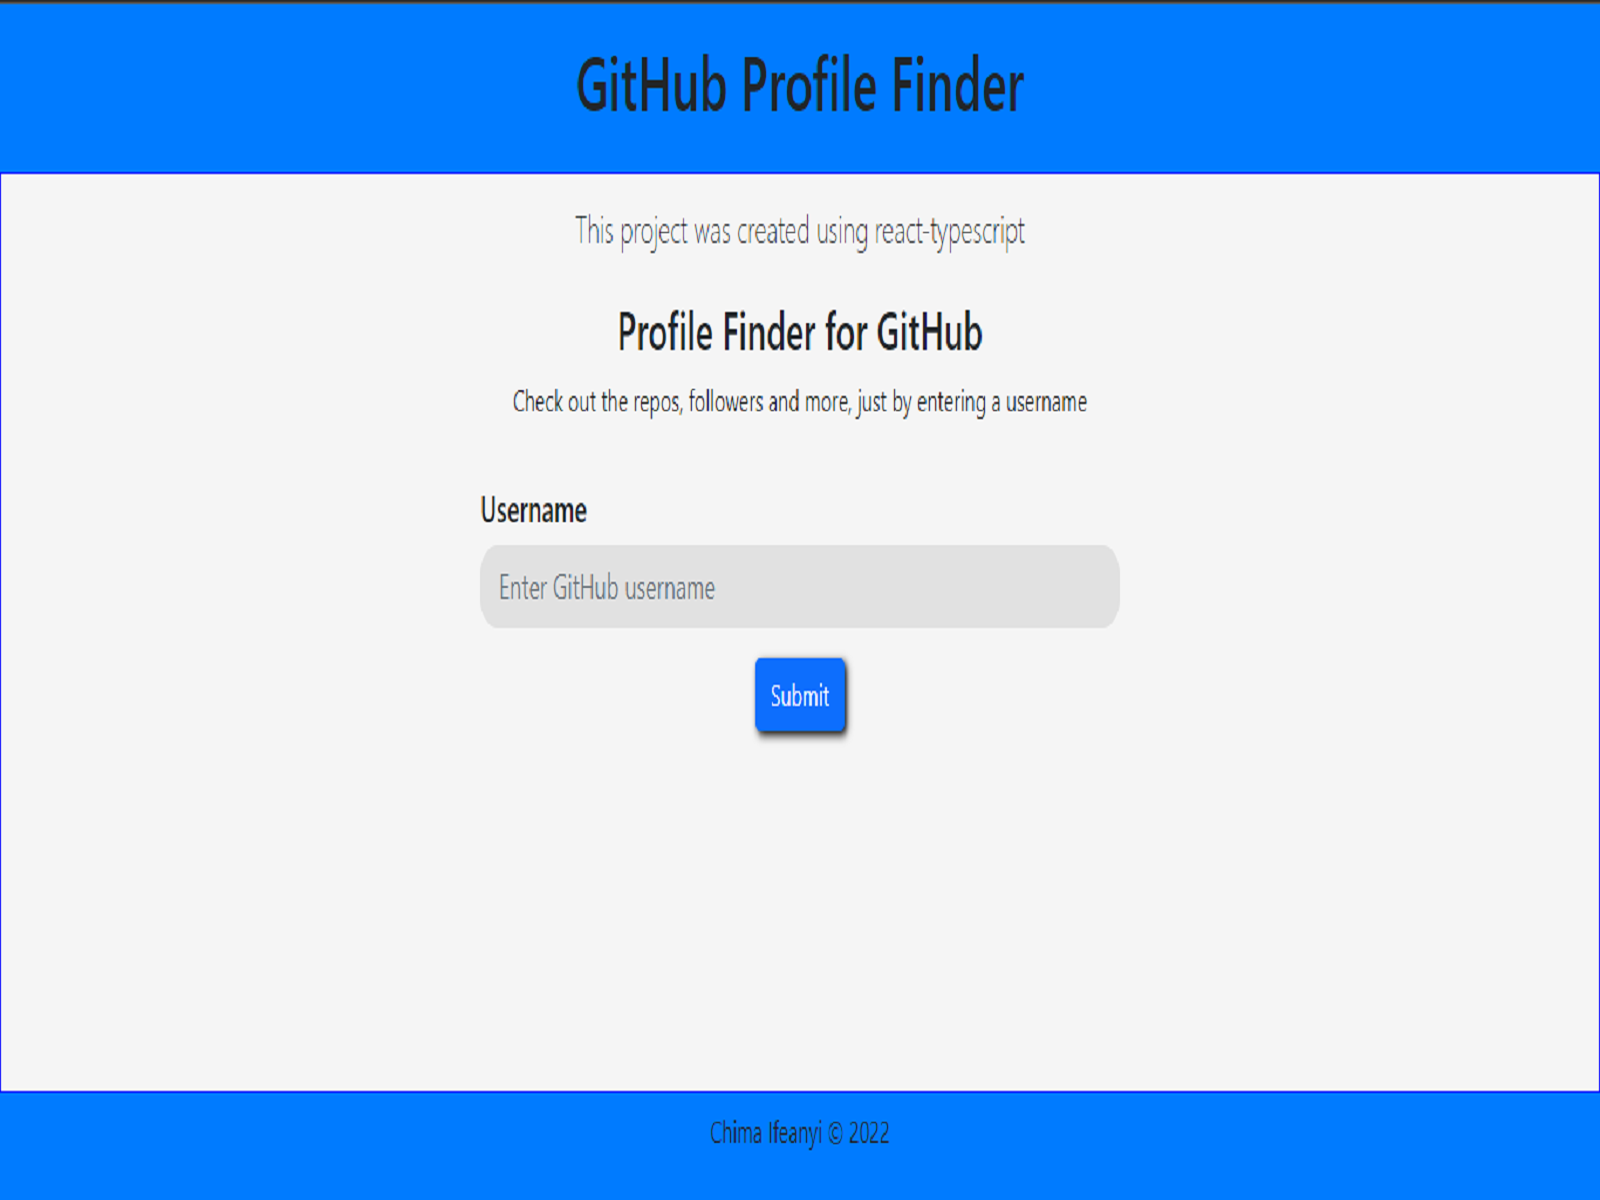 GitHub Profile Finder
This project was created using react-typescript
Profile Finder for GitHub
Check out the repos, followers and more, just by entering a username
Username
Enter GitHub username
Submit
Chima Ifeanyi © 2022